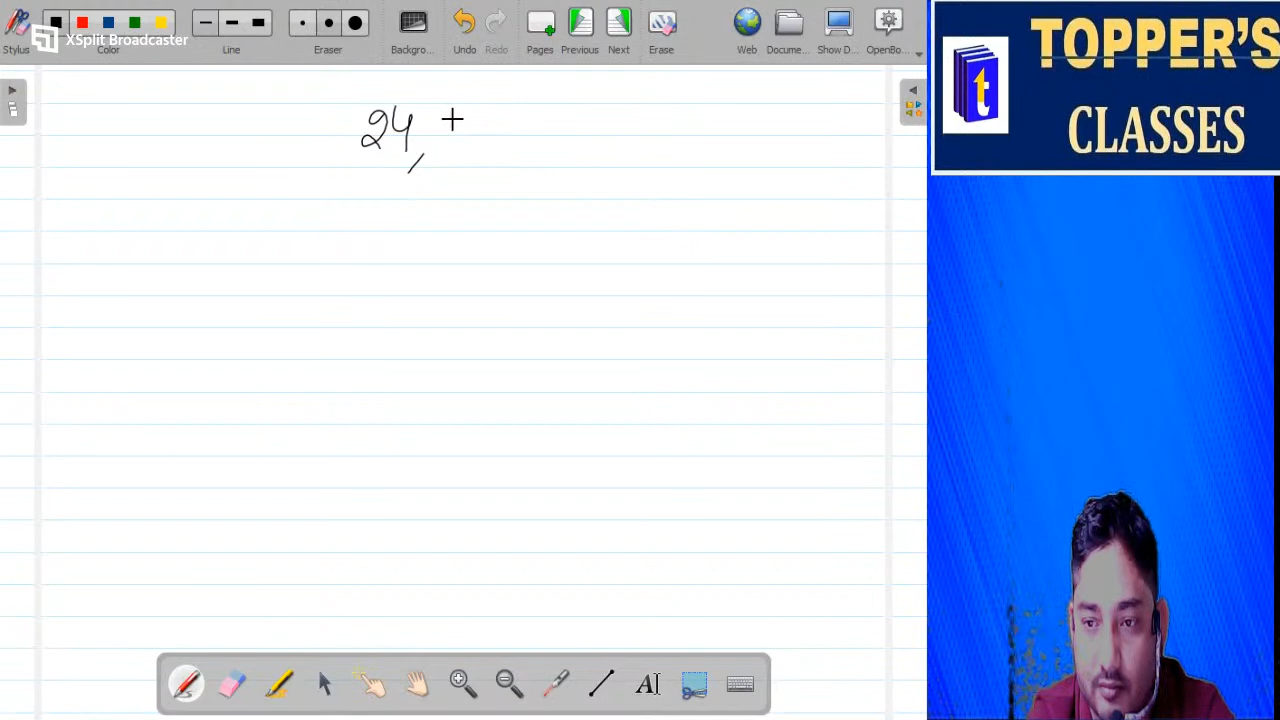 Stylus
Color
Line
Eraser
Backgro...
Undo
Redo
Pages
Previous
Next
Erase
Web
Docume...
Show D...
OpenBo...
XSplit Broadcaster
24
TOPPER'S
CLASSES
t
A